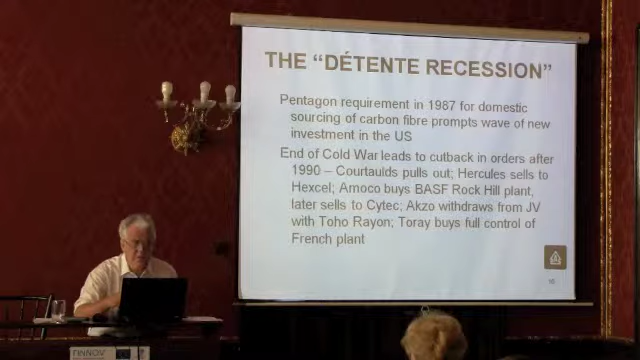 THE “DÉTENTE RECESSION”
Pentagon requirement in 1987 for domestic
sourcing of carbon fibre prompts wave of new
investment in the US
End of Cold War leads to cutback in orders after
1990 – Courtaulds pulls out; Hercules sells to
Hexcel; Amoco buys BASF Rock Hill plant,
later sells to Cytec; Akzo withdraws from JV
with Toho Rayon; Toray buys full control of
French plant
FINNOV